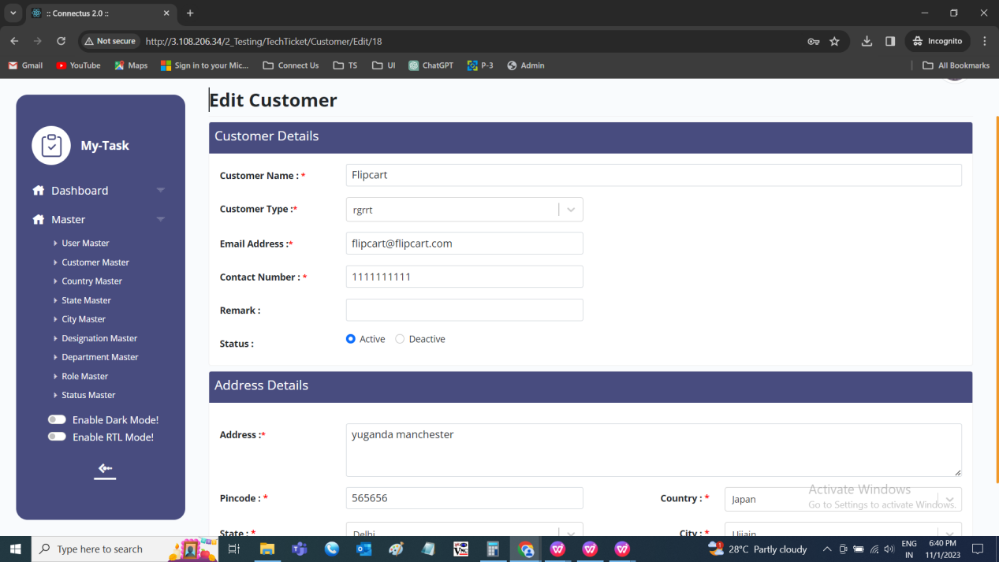 :: Connectus 2.0 ::
Not secure
http://3.108.206.34/2_Testing/TechTicket/Customer/Edit/18
Incognito
Gmail
YouTube
Maps
Sign in to your Mic...
Connect Us
TS
UI
ChatGPT
P-3
Admin
All Bookmarks
My-Task
Dashboard
Master
User Master
Customer Master
Country Master
State Master
City Master
Designation Master
Department Master
Role Master
Status Master
Enable Dark Mode!
Enable RTL Mode!
Edit Customer
Customer Details
Customer Name : * Flipcart
Customer Type :* rgrrt
Email Address :* flipcart@flipcart.com
Contact Number : * 1111111111
Remark :
Status : Active Deactive
Address Details
Address :* yuganda manchester
Pincode : * 565656 Country : * Japan
State : * Delhi City : * Ujjain
Activate Windows
Go to Settings to activate Windows.
Type here to search
28°C Partly cloudy
ENG
IN
6:40 PM
11/1/2023